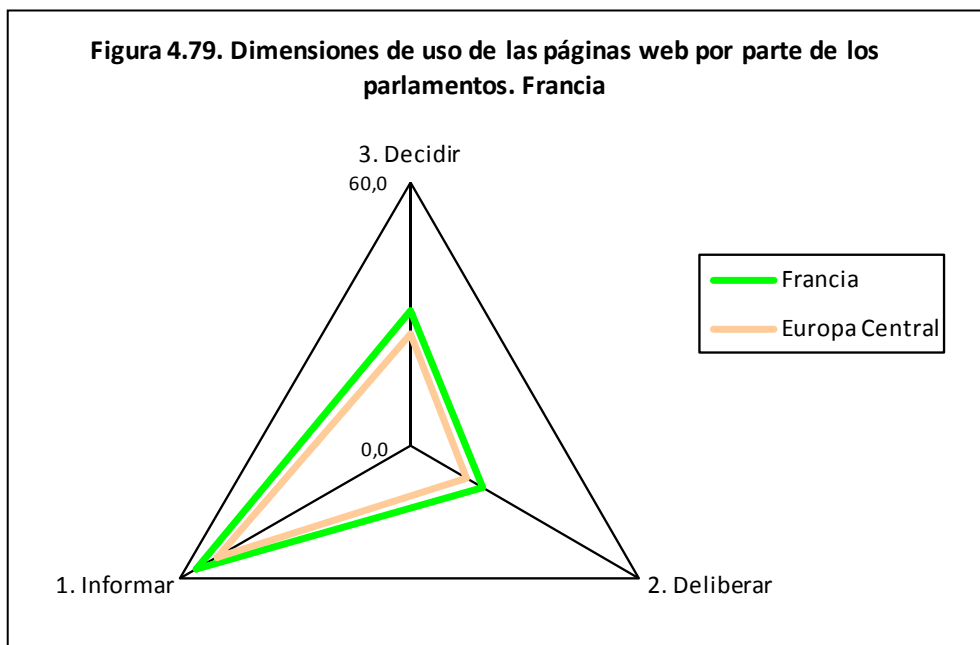 Figura 4.79. Dimensiones de uso de las páginas web por parte de los
parlamentos. Francia
3. Decidir
60,0
Francia
Europa Central
0,0
1. Informar
2. Deliberar